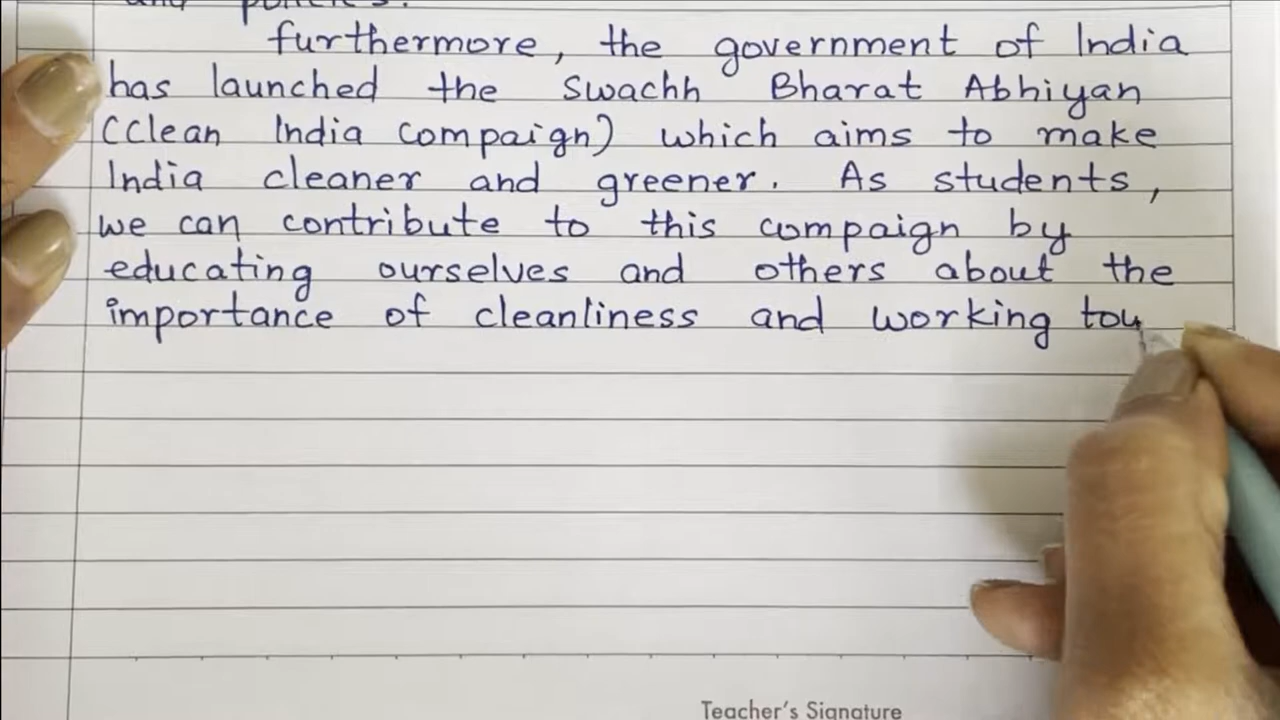 furthermore, the government of India
has launched the Swachh Bharat Abhiyan
(Clean India Compaign) which aims to make
India cleaner and greener. As students,
we can contribute to this compaign by
educating ourselves and others about the
importance of cleanliness and working tow
Teacher's Signature